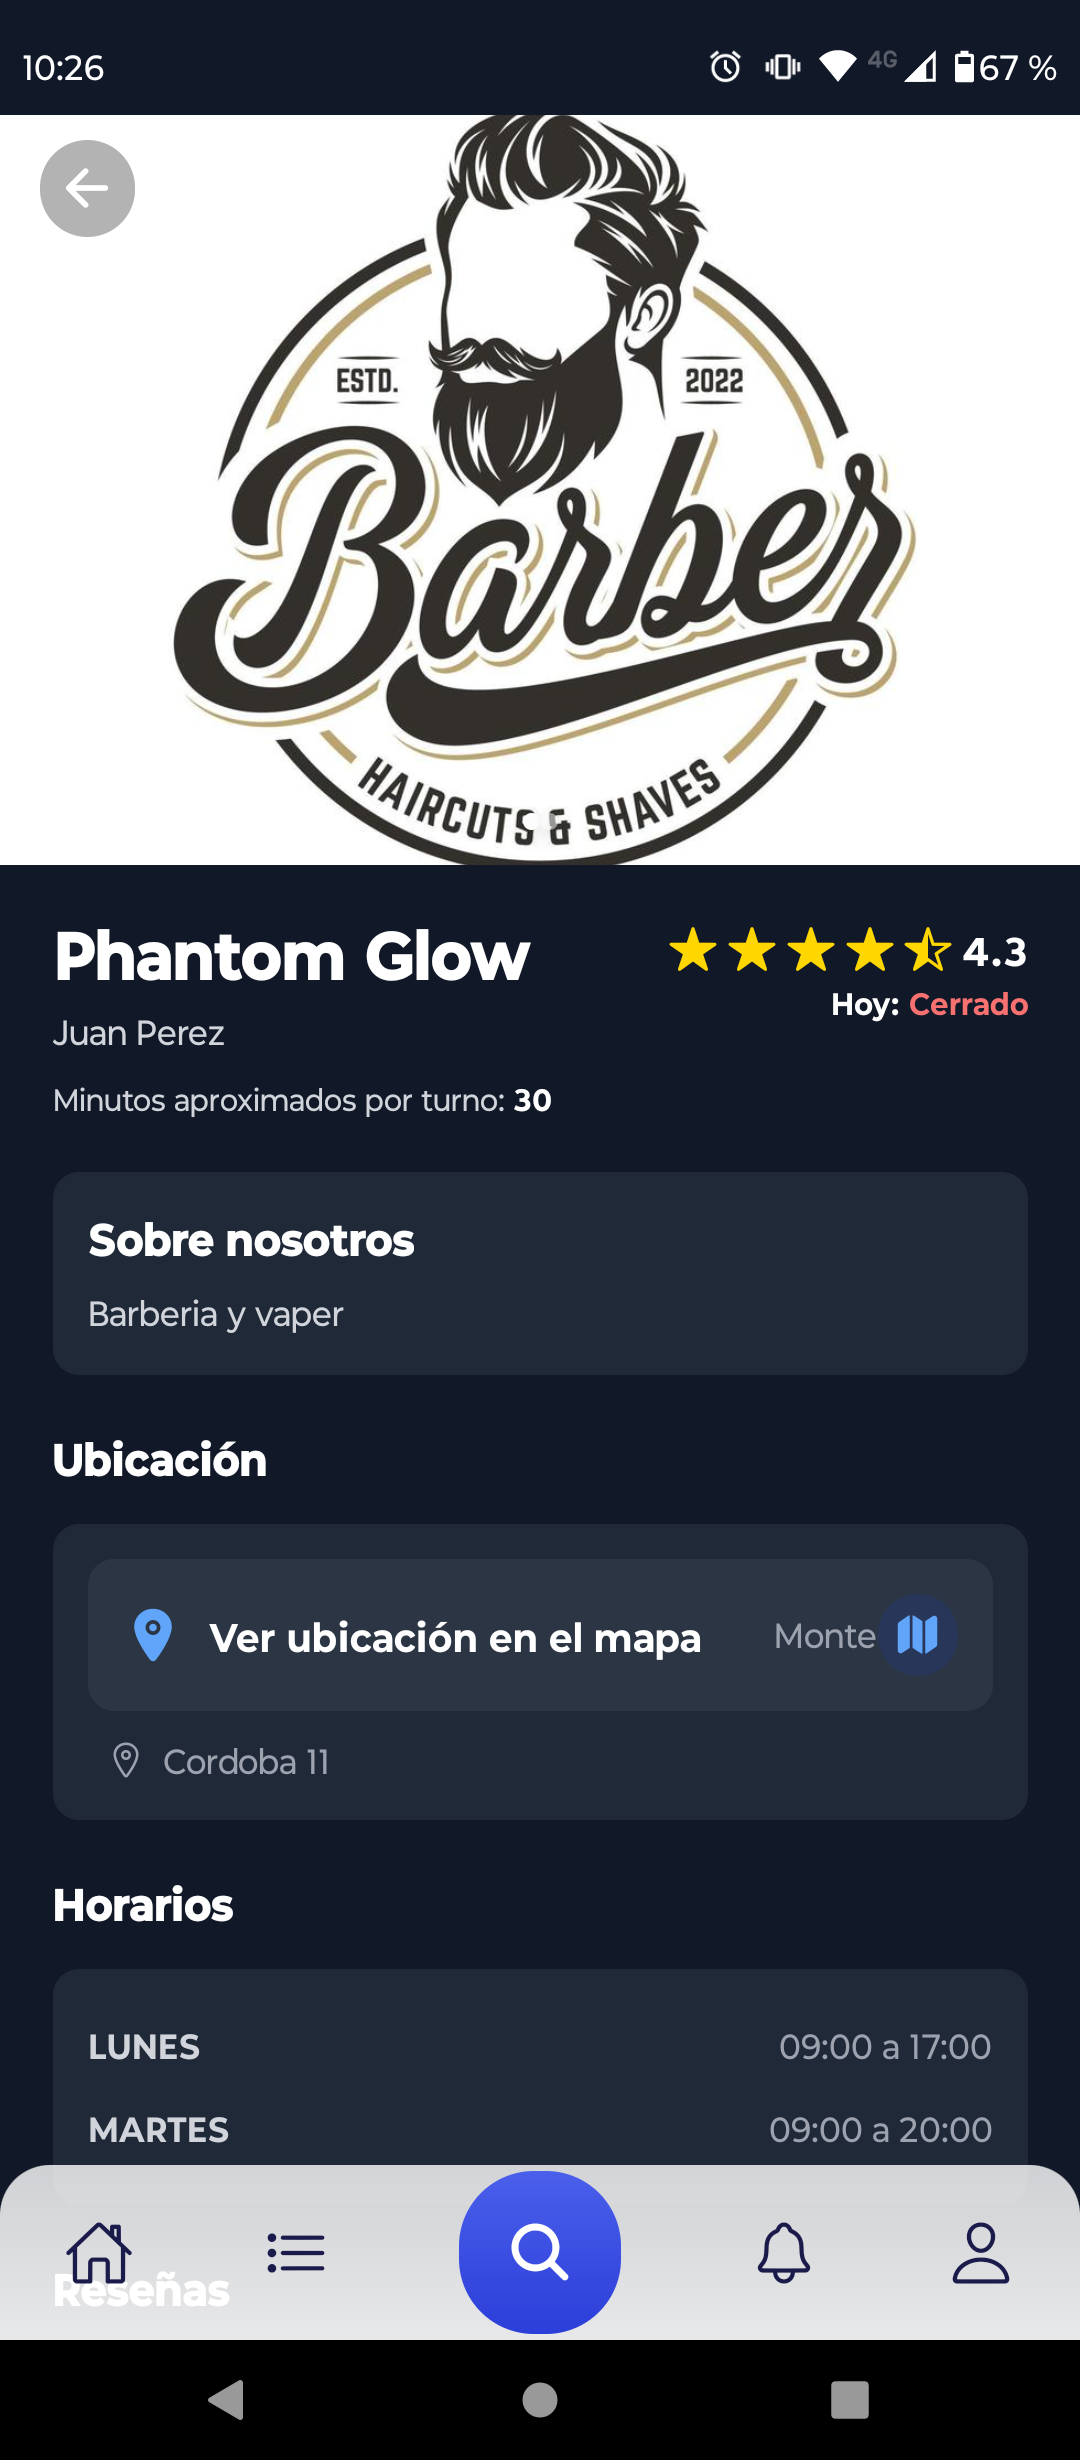 10:26
4G
67 %
ESTD.
2022
Barber
HAIRCUTS & SHAVES
Phantom Glow
4.3
Hoy: Cerrado
Juan Perez
Minutos aproximados por turno: 30
Sobre nosotros
Barberia y vaper
Ubicación
Ver ubicación en el mapa
Monte
Cordoba 11
Horarios
LUNES
09:00 a 17:00
MARTES
09:00 a 20:00
Reseñas